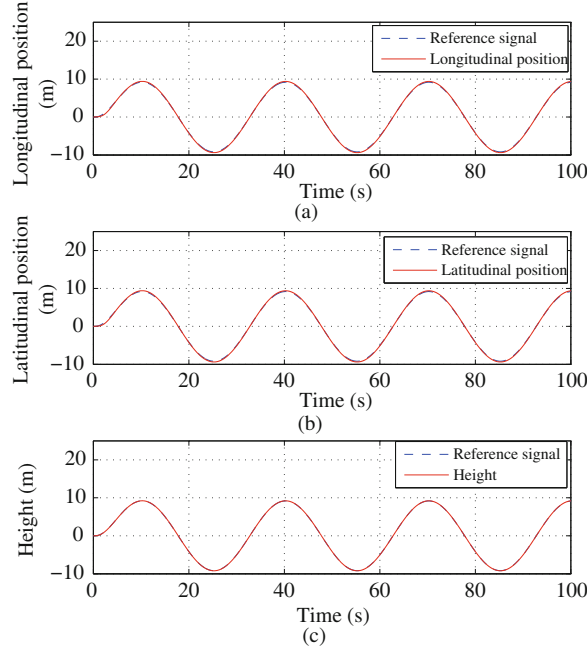 Longitudinal position
(m)
20
10
0
−10
Reference signal
Longitudinal position
0 20 40 60 80 100
Time (s)
(a)
Latitudinal position
(m)
20
10
0
−10
Reference signal
Latitudinal position
0 20 40 60 80 100
Time (s)
(b)
Height (m)
20
10
0
−10
Reference signal
Height
0 20 40 60 80 100
Time (s)
(c)